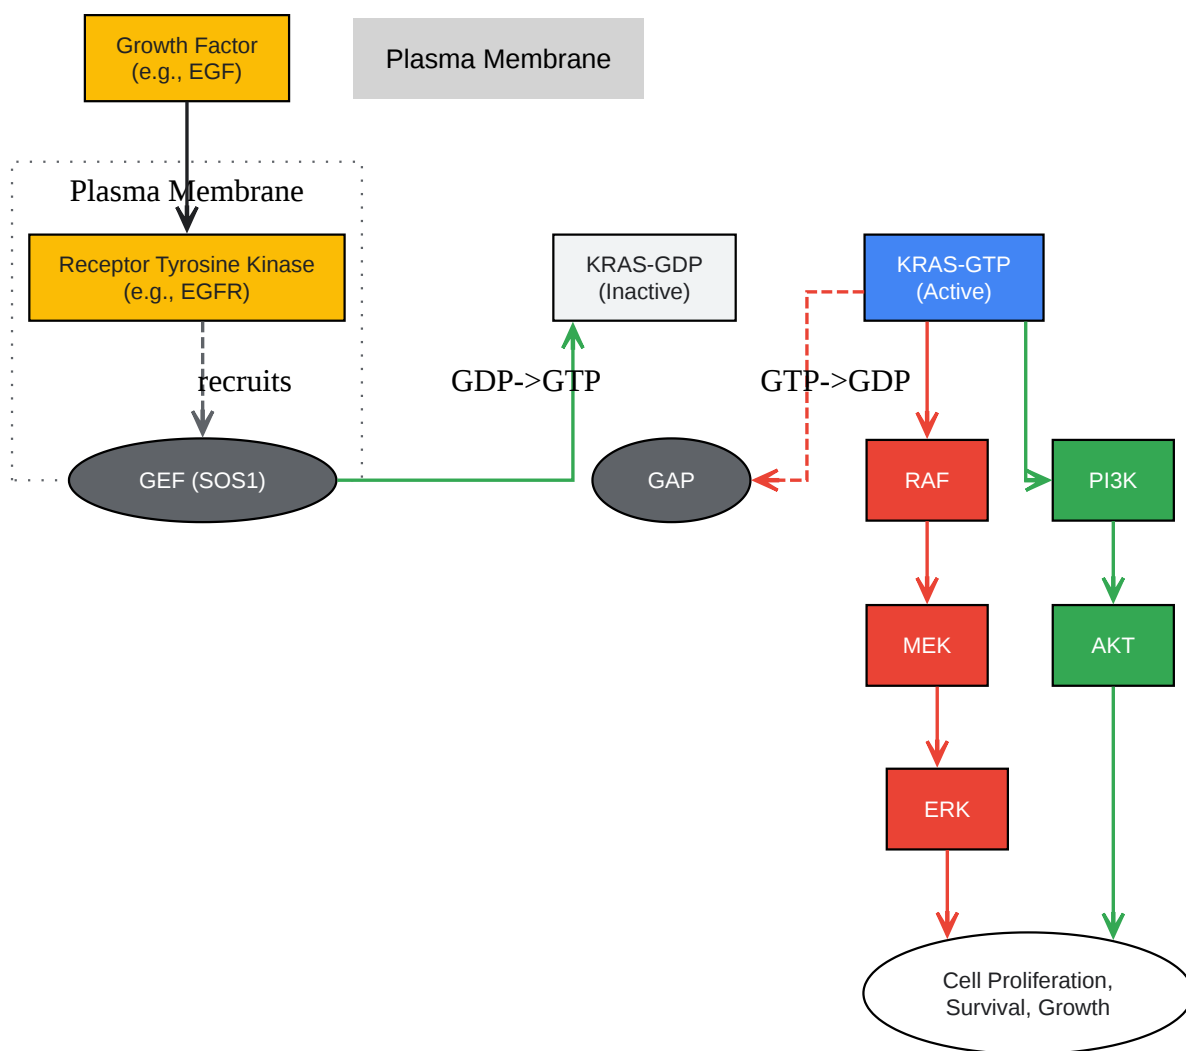 Growth Factor
(e.g., EGF)
Plasma Membrane
Plasma Membrane
Receptor Tyrosine Kinase
(e.g., EGFR)
KRAS-GDP
(Inactive)
KRAS-GTP
(Active)
recruits
GDP->GTP
GTP->GDP
GEF (SOS1)
GAP
RAF
PI3K
MEK
AKT
ERK
Cell Proliferation,
Survival, Growth